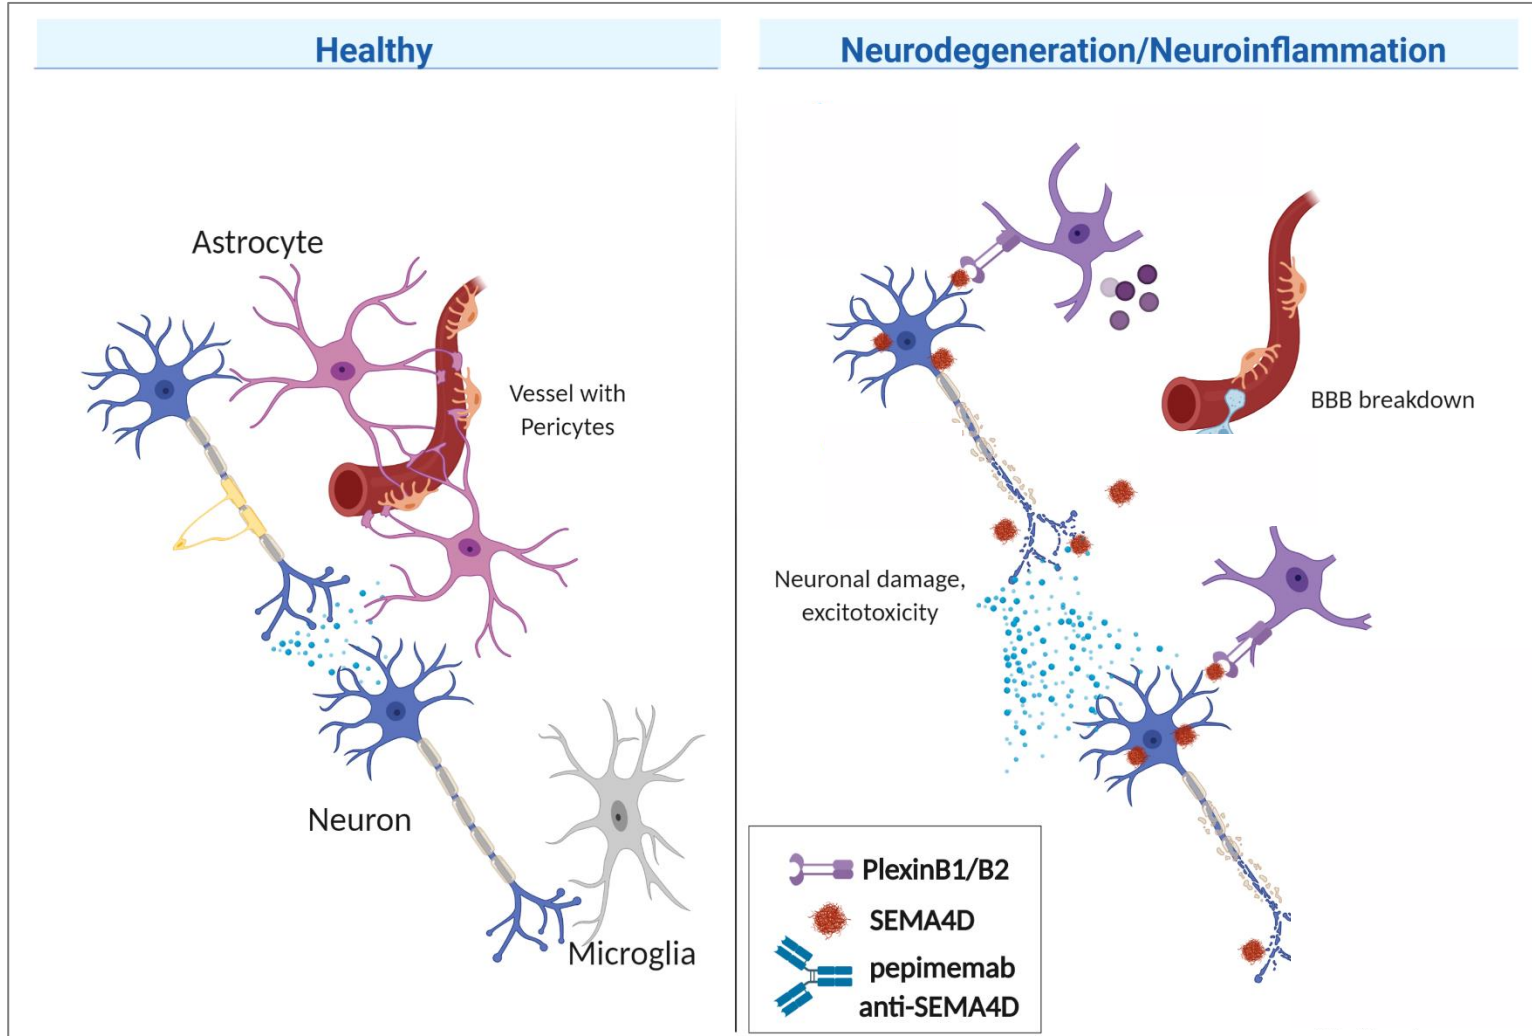 Healthy
Neurodegeneration/Neuroinflammation
Astrocyte
Vessel with
Pericytes
Neuron
Microglia
BBB breakdown
Neuronal damage,
excitotoxicity
PlexinB1/B2
SEMA4D
pepimemab
anti-SEMA4D